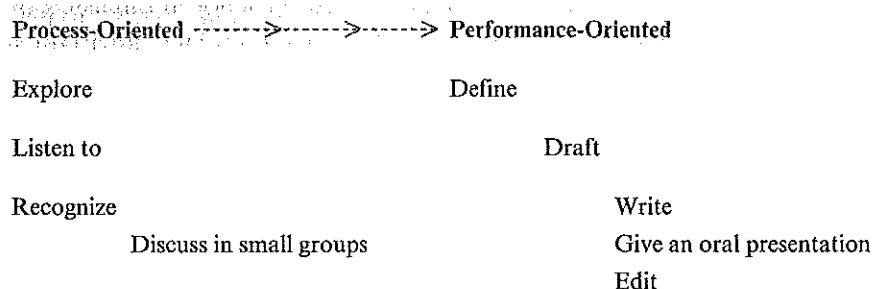 Process-Oriented ------>------>-----> Performance-Oriented
Explore Define
Listen to Draft
Recognize Write
Discuss in small groups Give an oral presentation
Edit